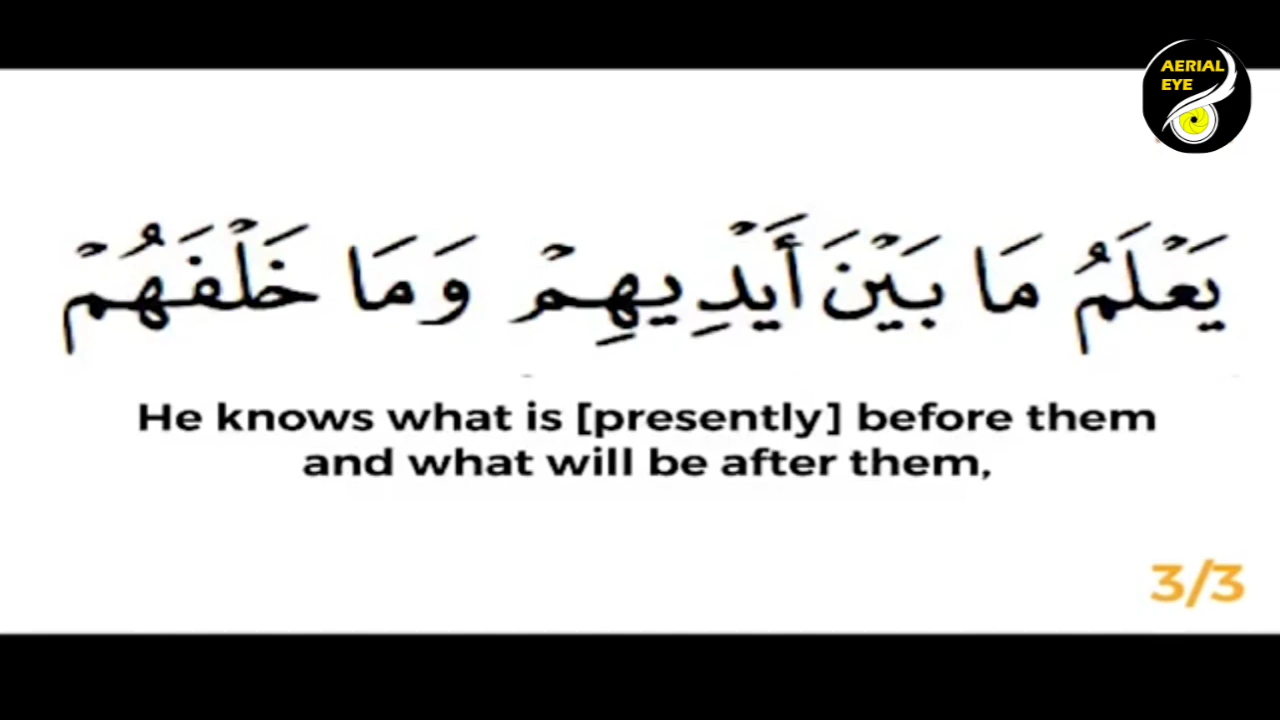 AERIAL
EYE
يَعْلَمُ مَا بَيْنَ أَيْدِيهِمْ وَمَا خَلْفَهُمْ
He knows what is [presently] before them
and what will be after them,
3/3